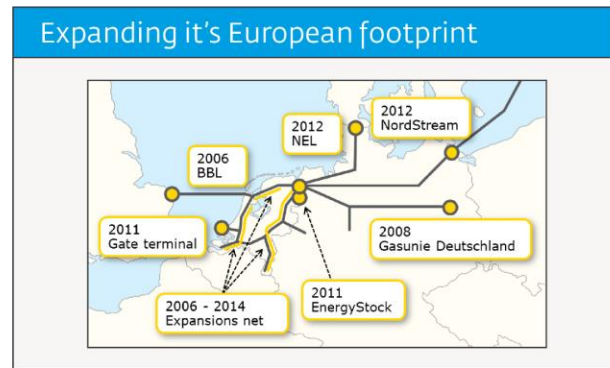 Expanding it's European footprint
2012
NordStream
2012
NEL
2006
BBL
2011
Gate terminal
2008
Gasunie Deutschland
2006 - 2014
Expansions net
2011
EnergyStock